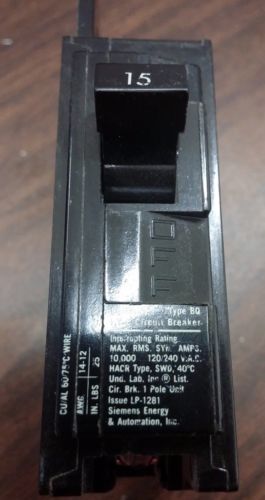 15
OFF
Type BQ
Circuit Breaker
Interrupting Rating
MAX. RMS. SYM. AMPS.
10,000 120/240 V.A.C.
HACR Type, SWD, 40°C
Und. Lab. Inc.® List.
Cir. Brk. 1 Pole Unit
Issue LP-1281
Siemens Energy
& Automation, Inc.
CU/AL 60/75°C WIRE
AWG 14-12
IN. LBS 25